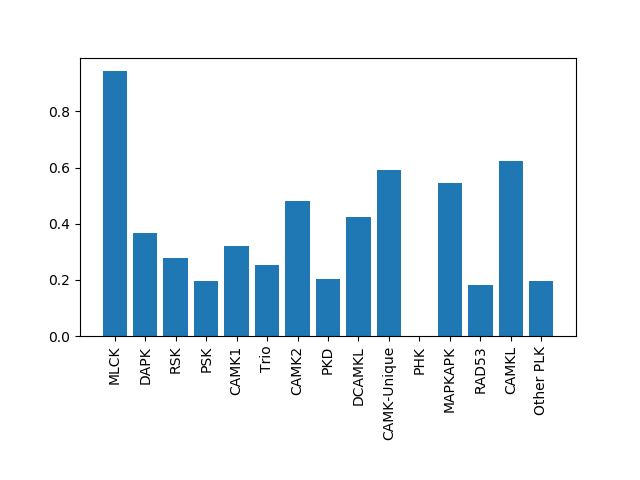 0.8
0.6
0.4
0.2
0.0
MLCK
DAPK
RSK
PSK
CAMK1
Trio
CAMK2
PKD
DCAMKL
CAMK-Unique
PHK
MAPKAPK
RAD53
CAMKL
Other PLK